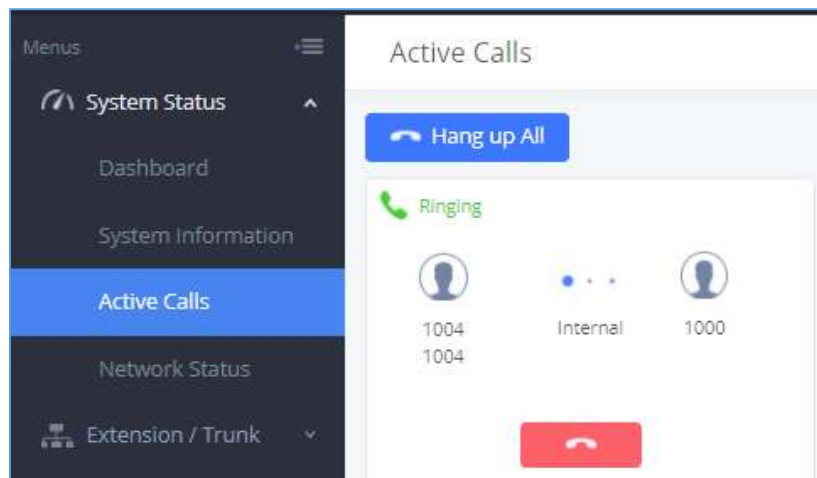 Menus
System Status
Dashboard
System Information
Active Calls
Network Status
Extension / Trunk
Active Calls
Hang up All
Ringing
1004 Internal 1000
1004